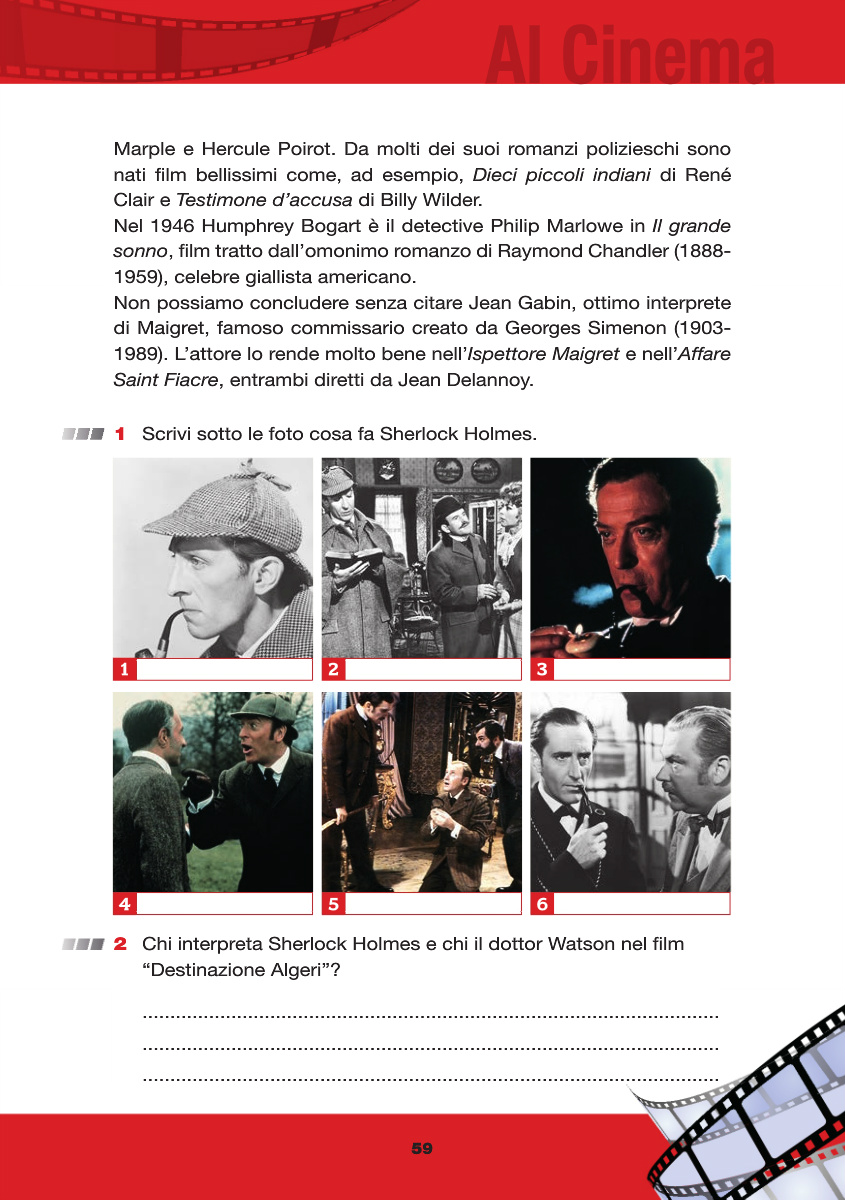 Al Cinema
Marple e Hercule Poirot. Da molti dei suoi romanzi polizieschi sono
nati film bellissimi come, ad esempio, Dieci piccoli indiani di René
Clair e Testimone d’accusa di Billy Wilder.
Nel 1946 Humphrey Bogart è il detective Philip Marlowe in Il grande
sonno, film tratto dall’omonimo romanzo di Raymond Chandler (1888-
1959), celebre giallista americano.
Non possiamo concludere senza citare Jean Gabin, ottimo interprete
di Maigret, famoso commissario creato da Georges Simenon (1903-
1989). L’attore lo rende molto bene nell’Ispettore Maigret e nell’Affare
Saint Fiacre, entrambi diretti da Jean Delannoy.
1 Scrivi sotto le foto cosa fa Sherlock Holmes.
1
2
3
4
5
6
2 Chi interpreta Sherlock Holmes e chi il dottor Watson nel film
“Destinazione Algeri”?
59